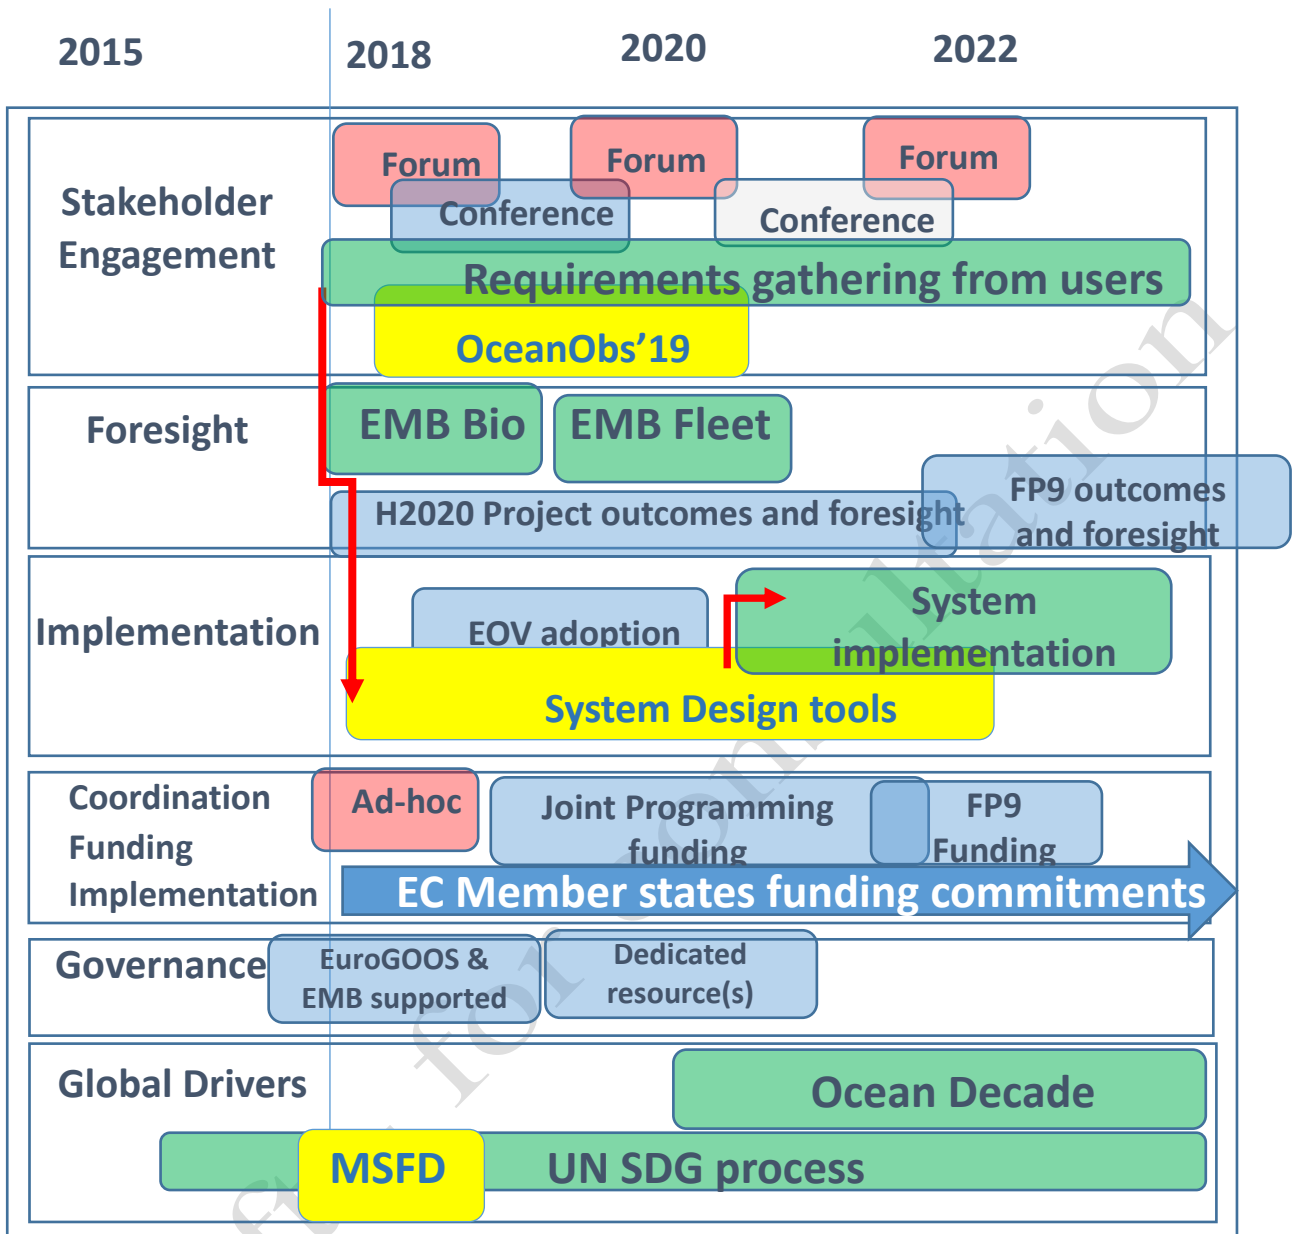 2015
2018
2020
2022
Stakeholder
Engagement
Forum
Forum
Forum
Conference
Conference
Requirements gathering from users
OceanObs’19
Foresight
EMB Bio
EMB Fleet
H2020 Project outcomes and foresight
FP9 outcomes
and foresight
Implementation
EOV adoption
System
implementation
System Design tools
Coordination
Funding
Implementation
Ad-hoc
Joint Programming
funding
FP9
Funding
EC Member states funding commitments
Governance
EuroGOOS &
EMB supported
Dedicated
resource(s)
Global Drivers
Ocean Decade
MSFD
UN SDG process
for consultation